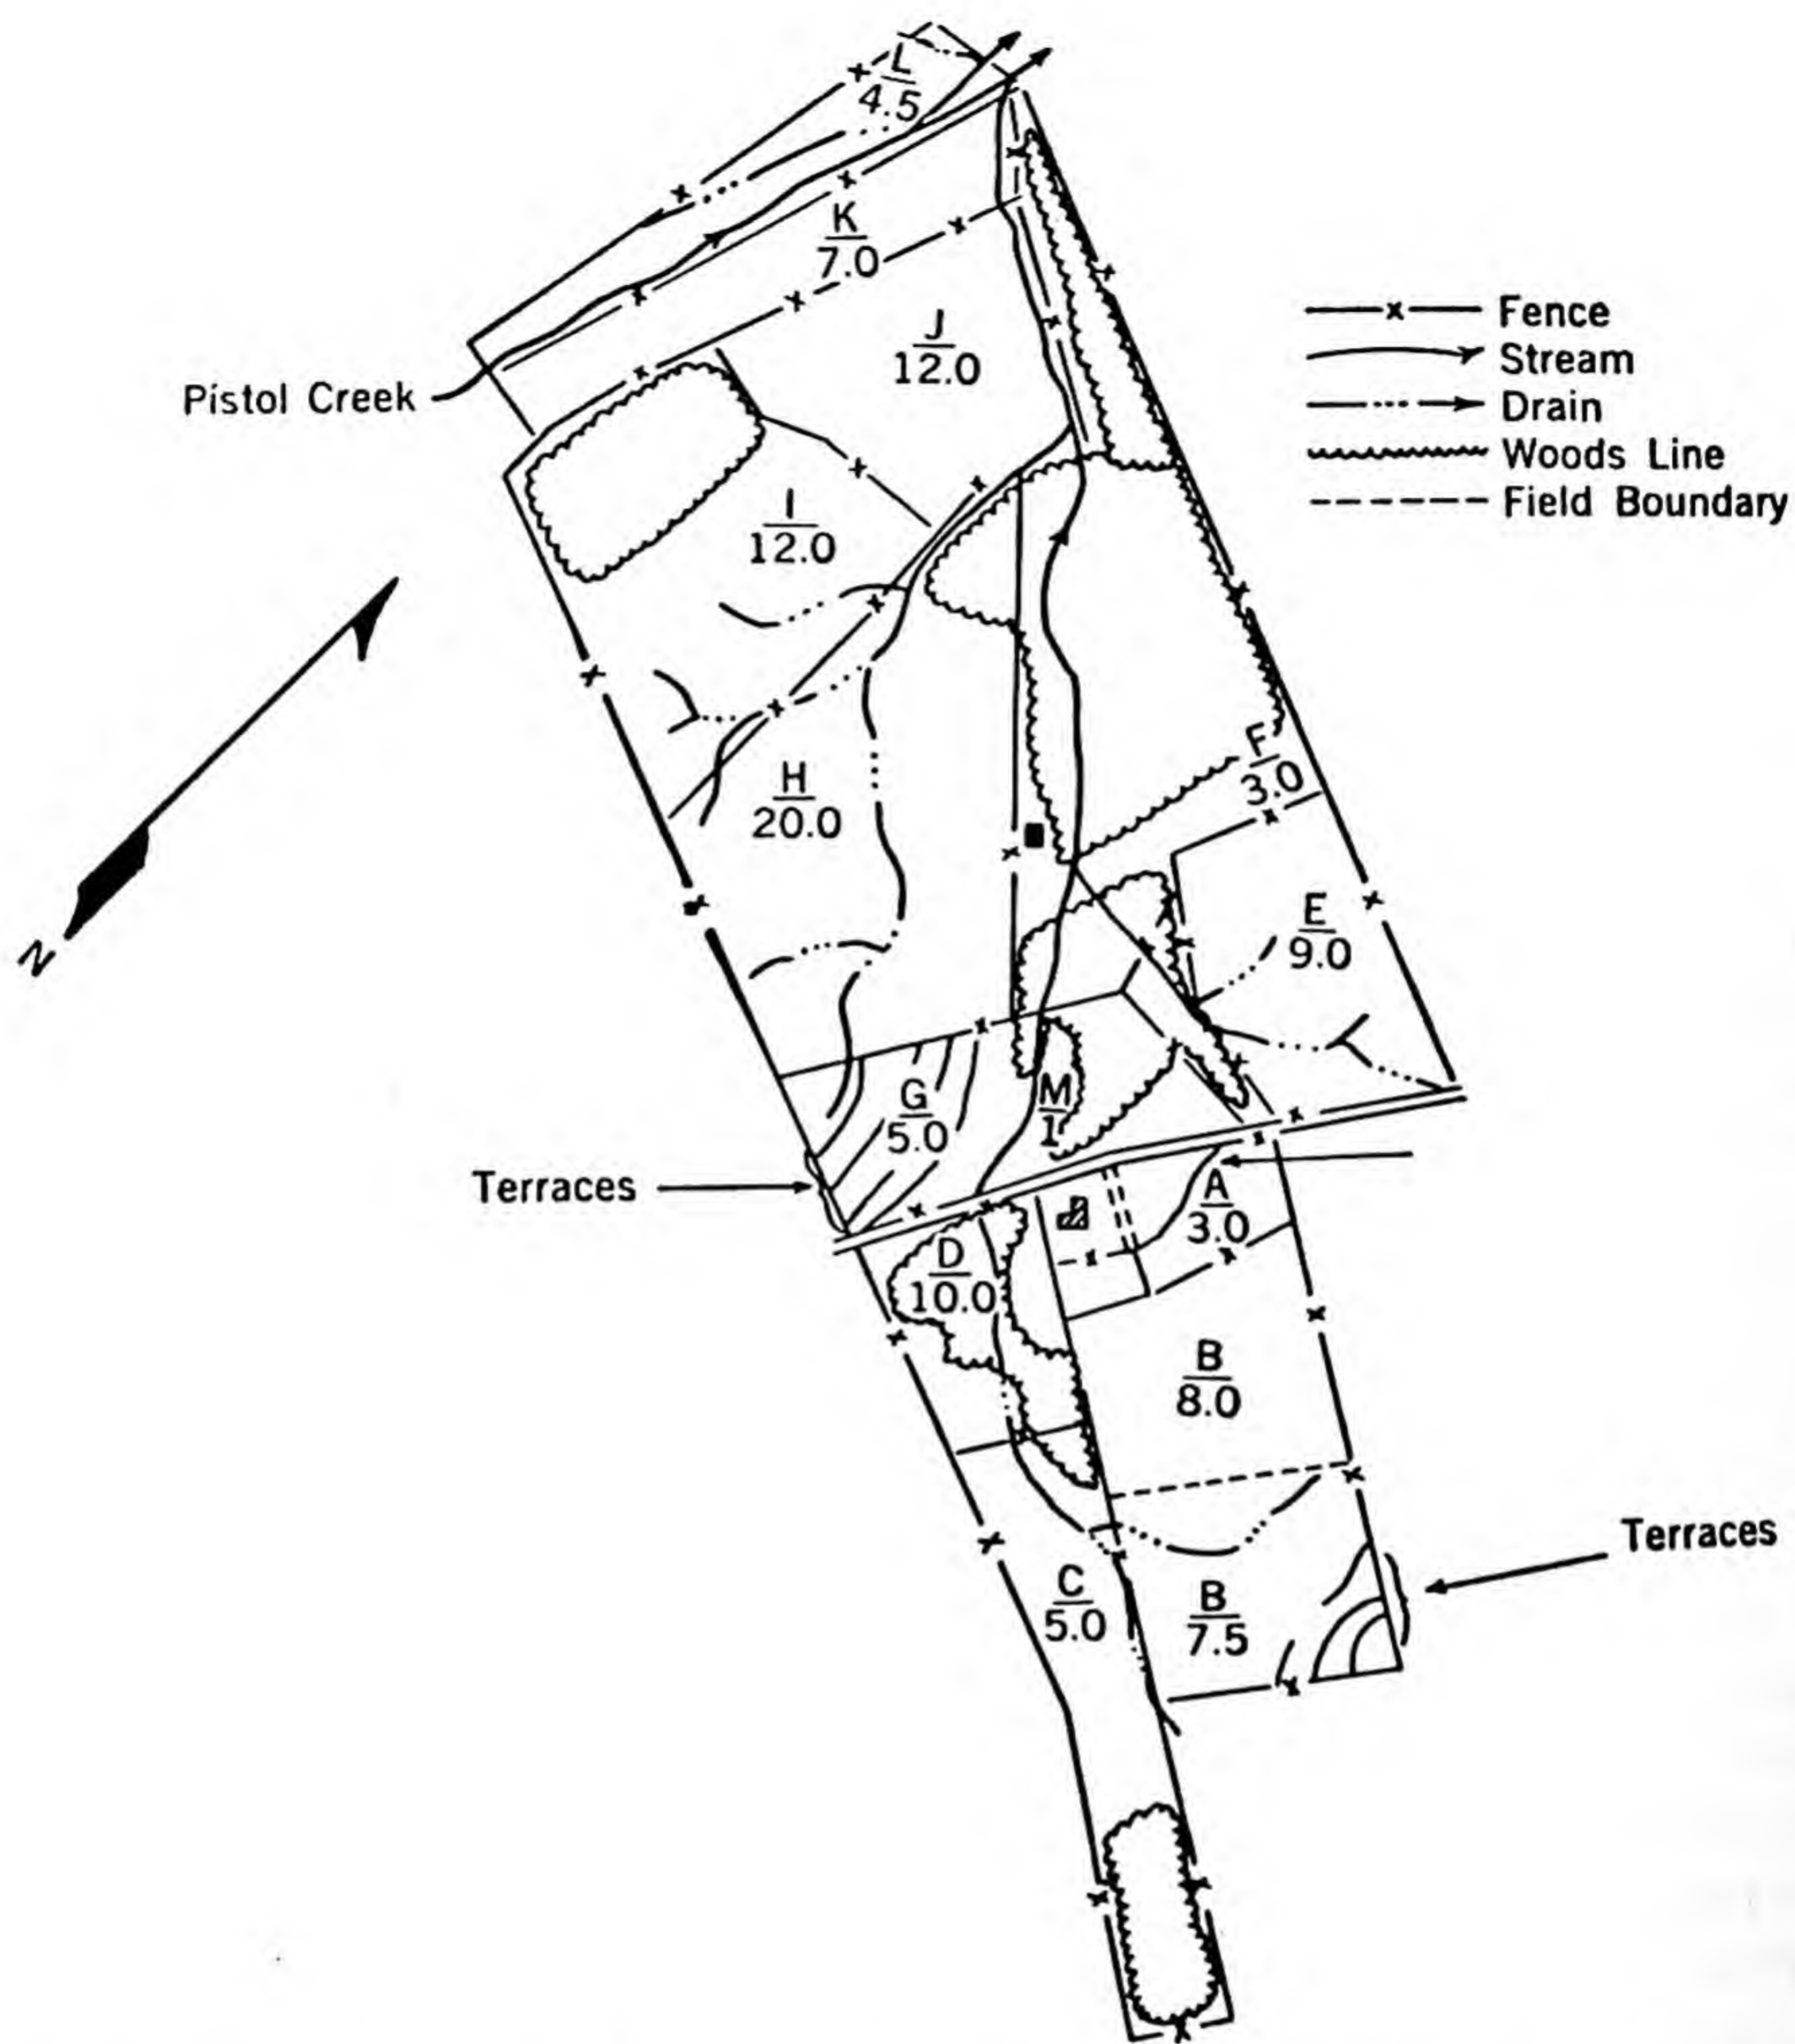 L
4.5
K
7.0
J
12.0
Fence
Stream
Drain
Woods Line
Field Boundary
Pistol Creek
I
12.0
H
20.0
F
3.0
E
9.0
N
G
5.0
M
1
Terraces
A
3.0
D
10.0
B
8.0
Terraces
C
5.0
B
7.5